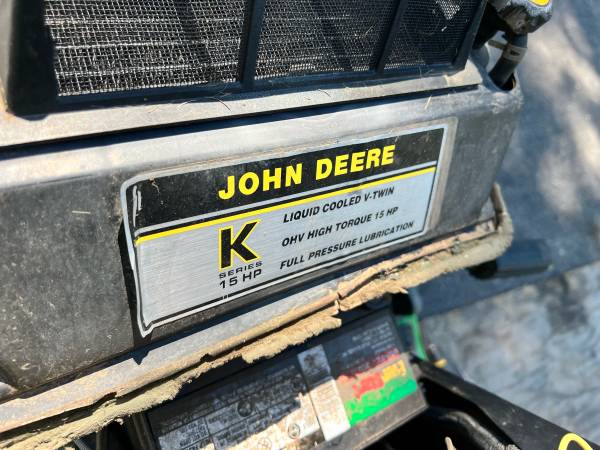 JOHN DEERE
K
SERIES
15 HP
LIQUID COOLED V-TWIN
OHV HIGH TORQUE 15 HP
FULL PRESSURE LUBRICATION